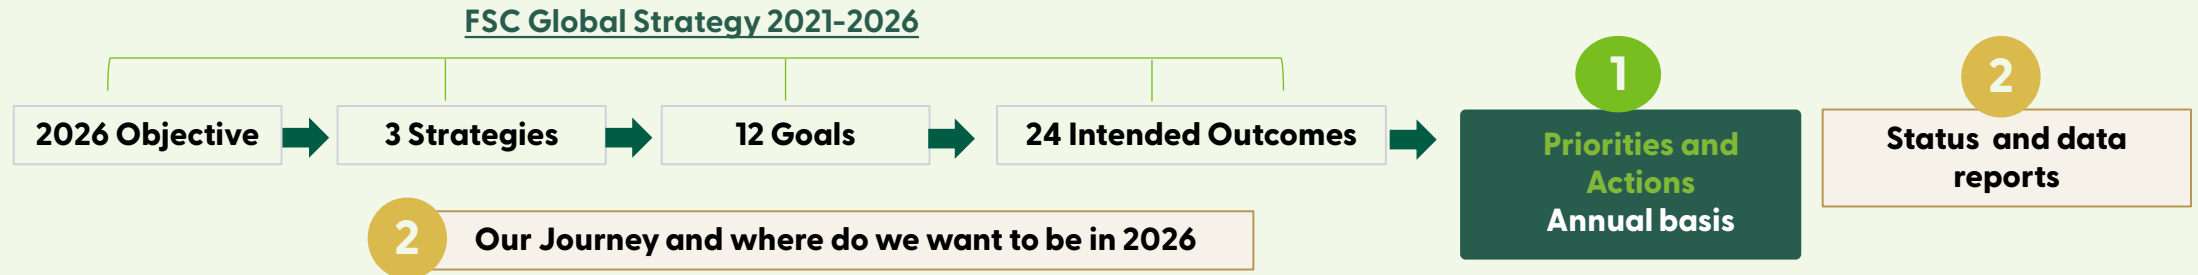 FSC Global Strategy 2021-2026
2026 Objective
3 Strategies
12 Goals
24 Intended Outcomes
1
Priorities and
Actions
Annual basis
2
Status and data
reports
2
Our Journey and where do we want to be in 2026